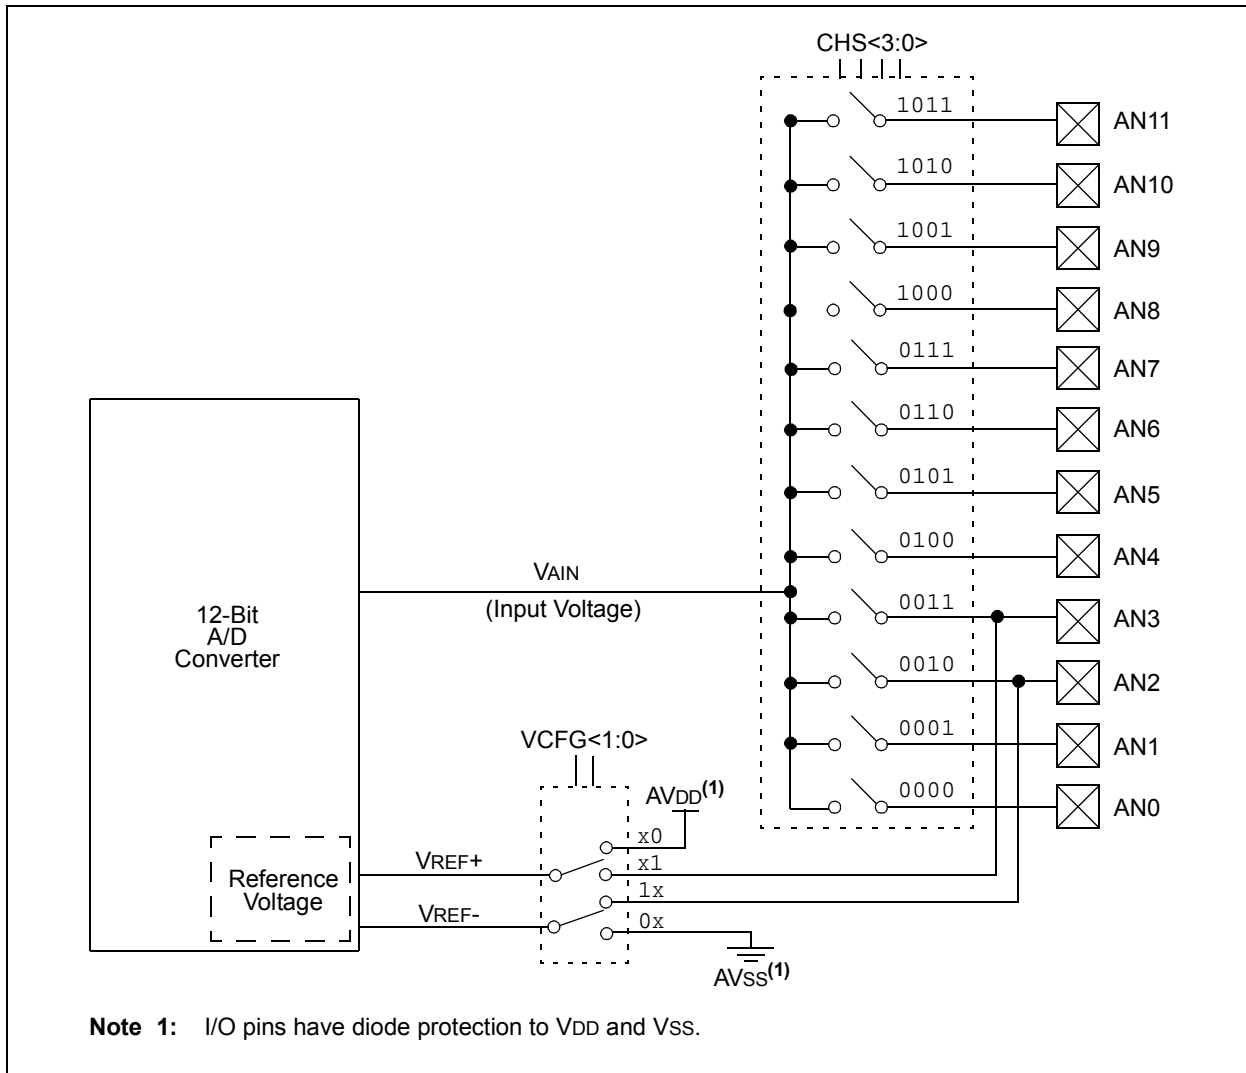 CHS<3:0>
1011 AN11
1010 AN10
1001 AN9
1000 AN8
0111 AN7
0110 AN6
0101 AN5
0100 AN4
VAIN
(Input Voltage)
12-Bit
A/D
Converter
0011 AN3
0010 AN2
0001 AN1
0000 AN0
VCFG<1:0>
AVDD(1)
x0
VREF+ x1
Reference
Voltage
1x
VREF- 0x
AVSS(1)
Note 1: I/O pins have diode protection to VDD and VSS.